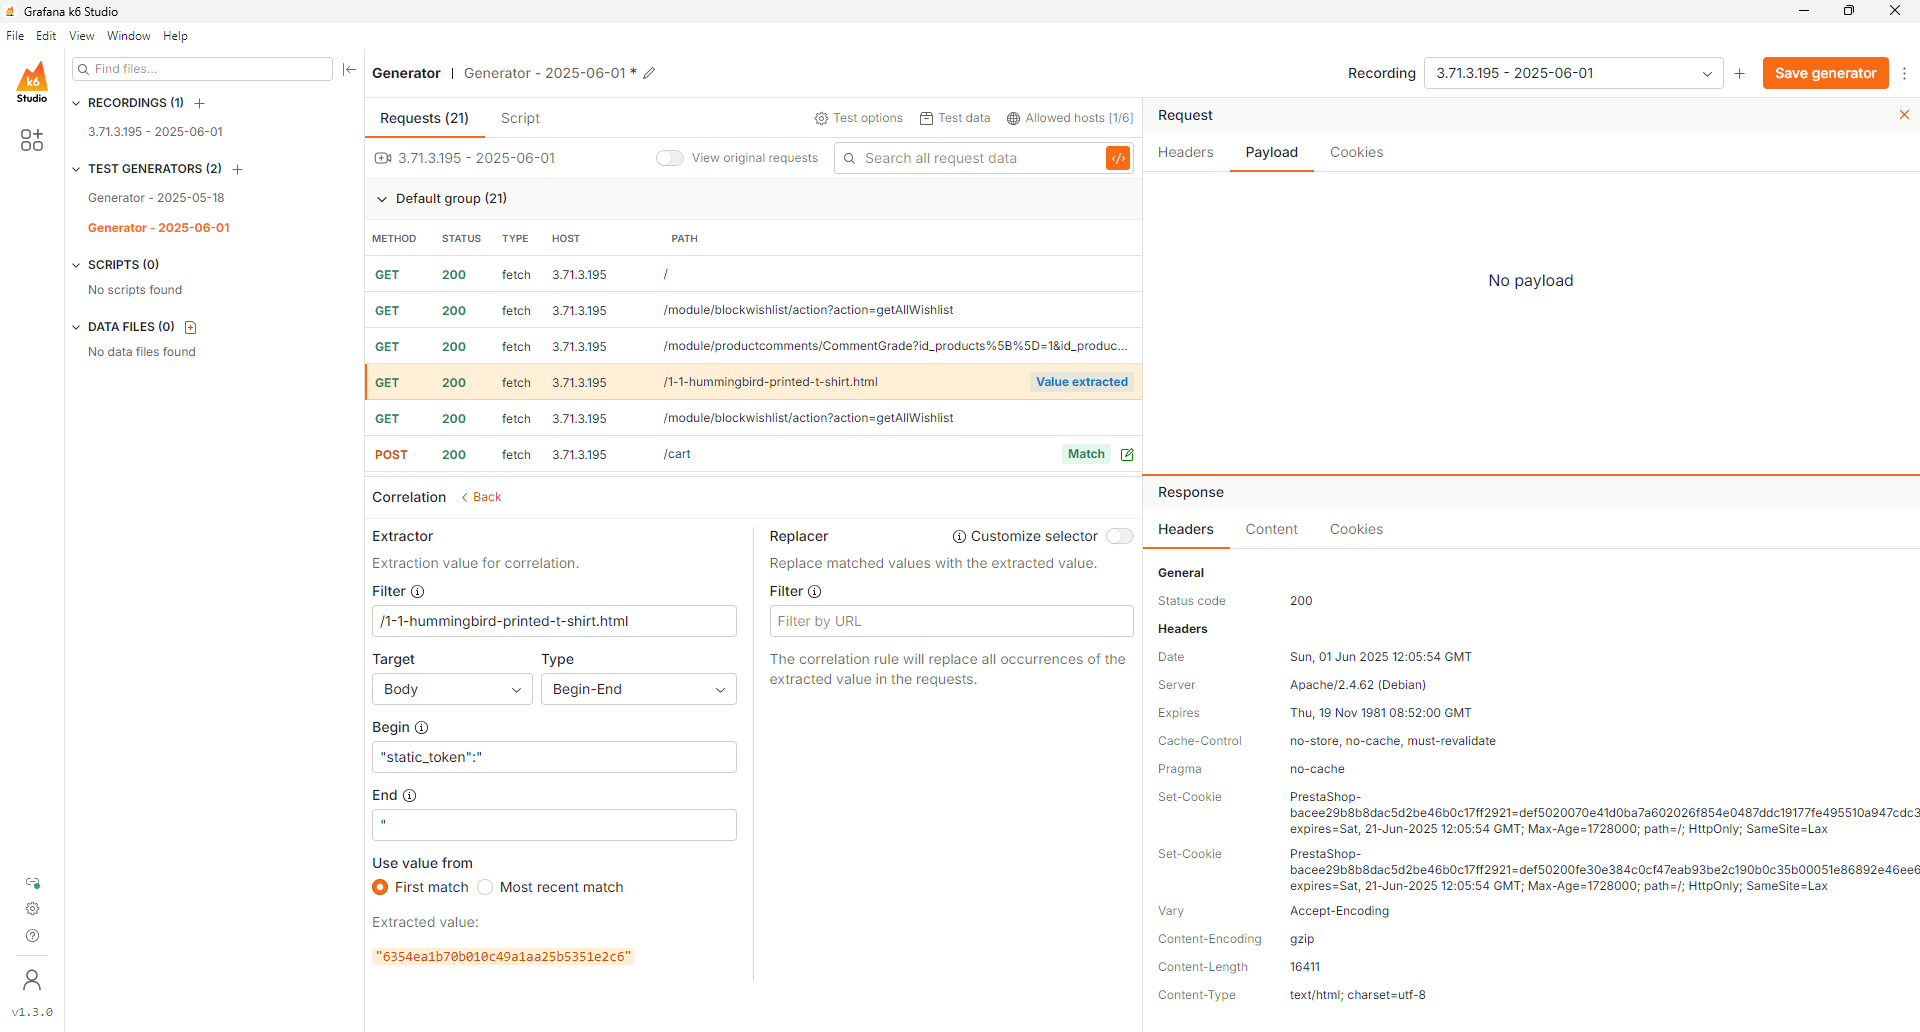 Grafana k6 Studio
File Edit View Window Help
k6
Studio
Find files...
RECORDINGS (1)
3.71.3.195 - 2025-06-01
TEST GENERATORS (2)
Generator - 2025-05-18
Generator - 2025-06-01
SCRIPTS (0)
No scripts found
DATA FILES (0)
No data files found
v1.3.0
Generator | Generator - 2025-06-01 *
Recording 3.71.3.195 - 2025-06-01 Save generator
Requests (21) Script Test options Test data Allowed hosts [1/6]
3.71.3.195 - 2025-06-01 View original requests Search all request data
Default group (21)
METHOD STATUS TYPE HOST PATH
GET 200 fetch 3.71.3.195 /
GET 200 fetch 3.71.3.195 /module/blockwishlist/action?action=getAllWishlist
GET 200 fetch 3.71.3.195 /module/productcomments/CommentGrade?id_products%5B%5D=1&id_produc...
GET 200 fetch 3.71.3.195 /1-1-hummingbird-printed-t-shirt.html Value extracted
GET 200 fetch 3.71.3.195 /module/blockwishlist/action?action=getAllWishlist
POST 200 fetch 3.71.3.195 /cart Match
Correlation Back
Extractor
Extraction value for correlation.
Filter
/1-1-hummingbird-printed-t-shirt.html
Target Type
Body Begin-End
Begin
"static_token":"
End
"
Use value from
First match Most recent match
Extracted value:
"6354ea1b70b010c49a1aa25b5351e2c6"
Replacer Customize selector
Replace matched values with the extracted value.
Filter
Filter by URL
The correlation rule will replace all occurrences of the
extracted value in the requests.
Request
Headers Payload Cookies
No payload
Response
Headers Content Cookies
General
Status code 200
Headers
Date Sun, 01 Jun 2025 12:05:54 GMT
Server Apache/2.4.62 (Debian)
Expires Thu, 19 Nov 1981 08:52:00 GMT
Cache-Control no-store, no-cache, must-revalidate
Pragma no-cache
Set-Cookie PrestaShop-
bacee29b8b8dac5d2be46b0c17ff2921=def5020070e41d0ba7a602026f854e0487ddc19177fe495510a947cdc3
expires=Sat, 21-Jun-2025 12:05:54 GMT; Max-Age=1728000; path=/; HttpOnly; SameSite=Lax
Set-Cookie PrestaShop-
bacee29b8b8dac5d2be46b0c17ff2921=def50200fe30e384c0cf47eab93be2c190b0c35b00051e86892e46ee6
expires=Sat, 21-Jun-2025 12:05:54 GMT; Max-Age=1728000; path=/; HttpOnly; SameSite=Lax
Vary Accept-Encoding
Content-Encoding gzip
Content-Length 16411
Content-Type text/html; charset=utf-8